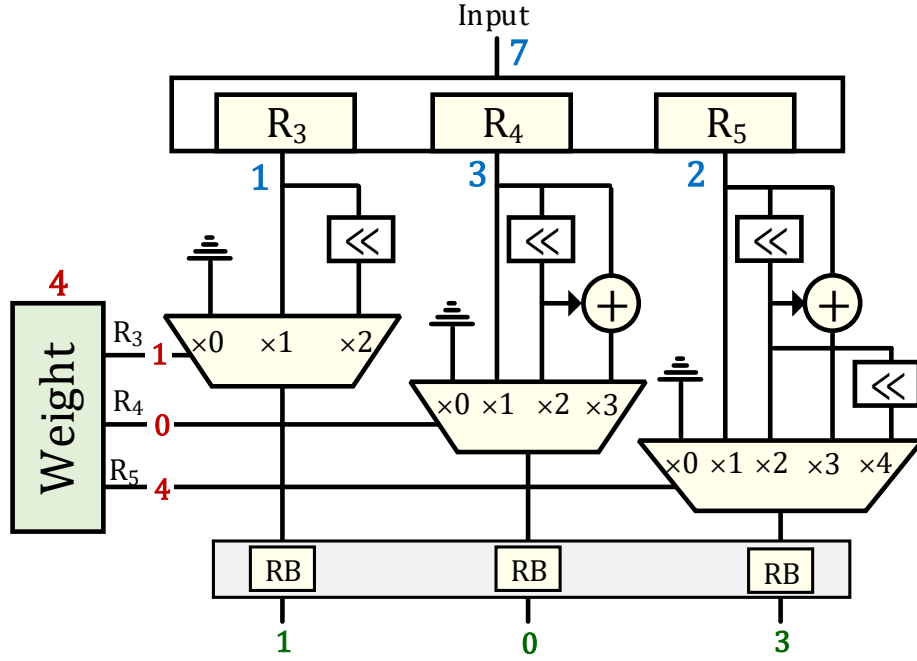 Input
7
R₃ R₄ R₅
1 3 2
<< << <<
+ +
4
Weight
R₃ 1 ×0 ×1 ×2
<<
R₄ 0 ×0 ×1 ×2 ×3
R₅ 4 ×0 ×1 ×2 ×3 ×4
RB RB RB
1 0 3